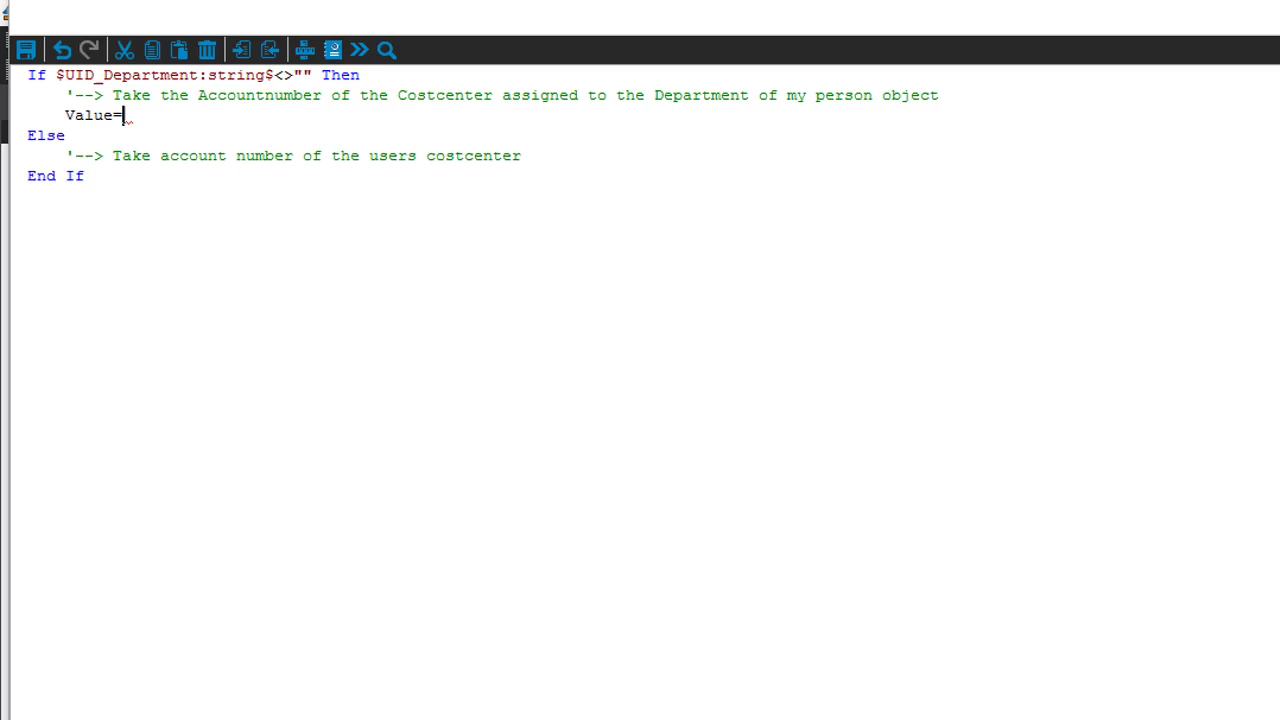 If $UID_Department:string$<>"" Then
'--> Take the Accountnumber of the Costcenter assigned to the Department of my person object
Value=
Else
'--> Take account number of the users costcenter
End If